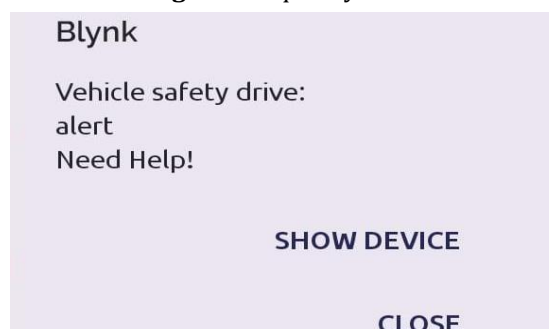 Blynk
Vehicle safety drive:
alert
Need Help!
SHOW DEVICE
CLOSE